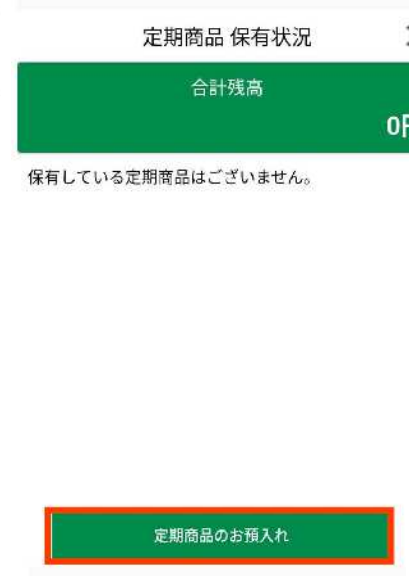 定期商品 保有状況
合計残高
0
保有している定期商品はございません。
定期商品のお預入れ